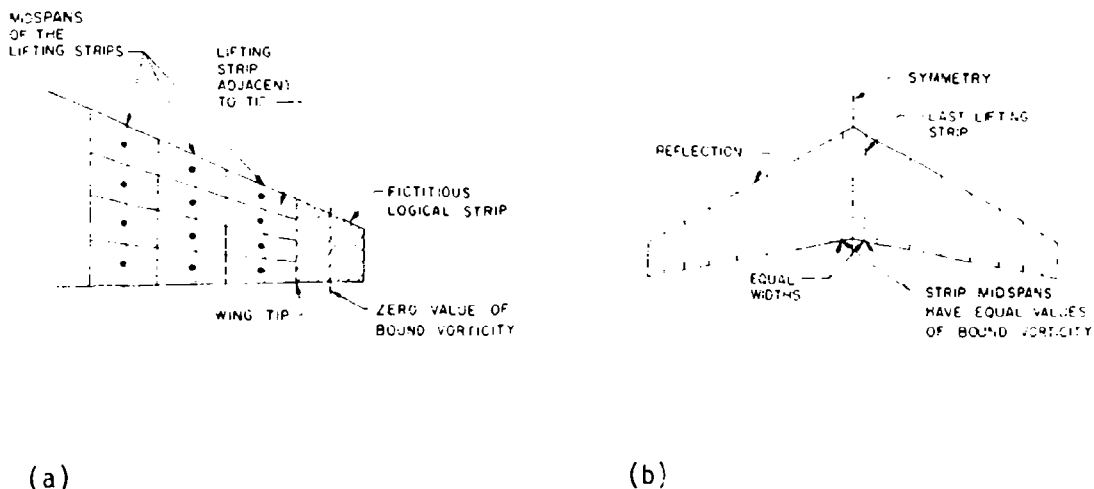 MIDSPANS
OF THE
LIFTING STRIPS
LIFTING
STRIP
ADJACENT
TO TIP
FICTITIOUS
LOGICAL STRIP
WING TIP
ZERO VALUE OF
BOUND VORTICITY
(a)
SYMMETRY
LAST LIFTING
STRIP
REFLECTION
EQUAL
WIDTHS
STRIP MIDSPANS
HAVE EQUAL VALUES
OF BOUND VORTICITY
(b)